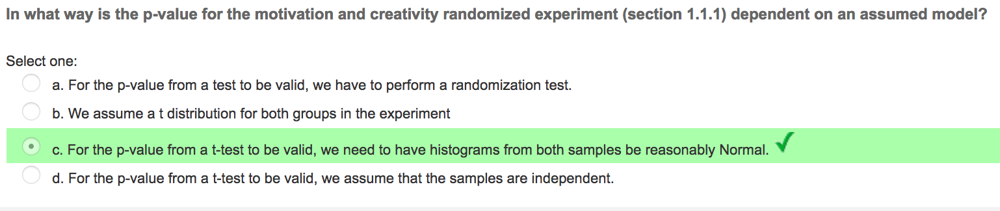 In what way is the p-value for the motivation and creativity randomized experiment (section 1.1.1) dependent on an assumed model?
Select one:
a. For the p-value from a test to be valid, we have to perform a randomization test.
b. We assume a t distribution for both groups in the experiment
c. For the p-value from a t-test to be valid, we need to have histograms from both samples be reasonably Normal.
d. For the p-value from a t-test to be valid, we assume that the samples are independent.